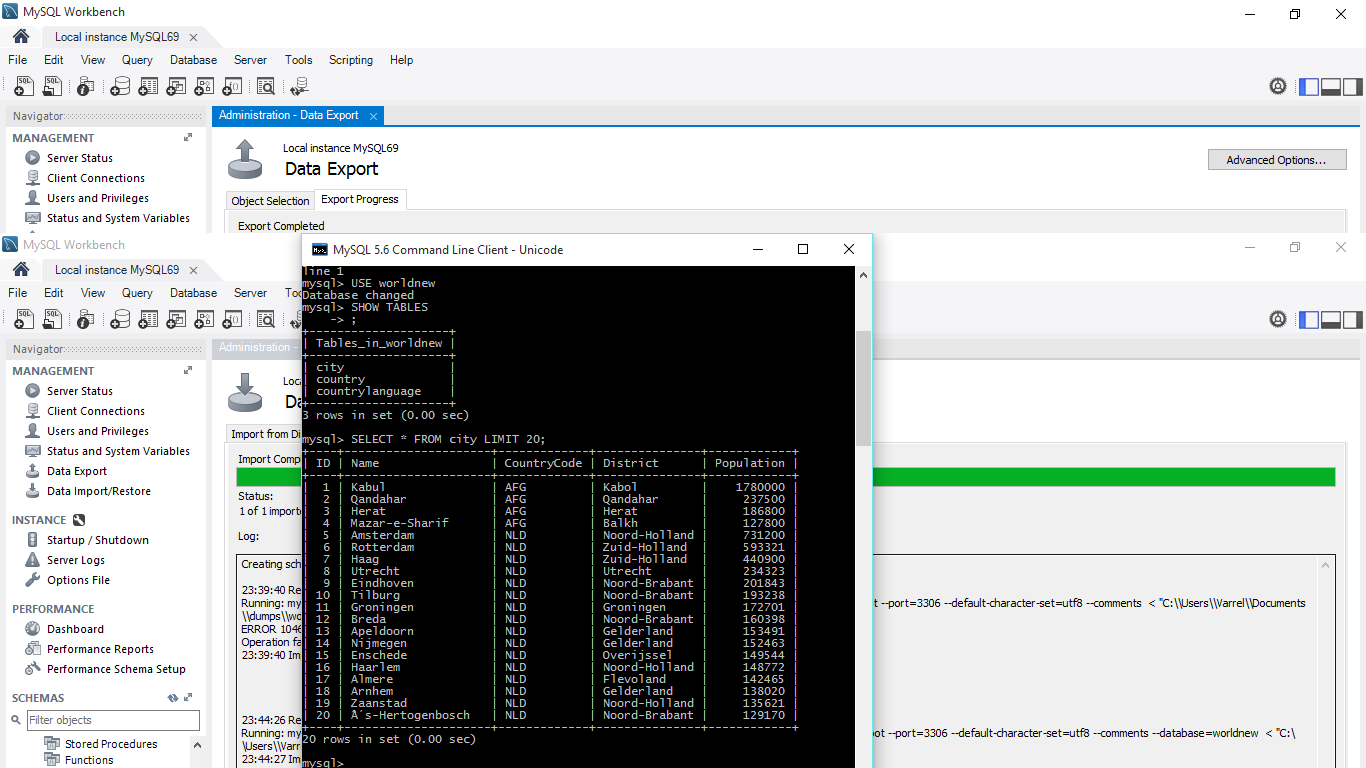 MySQL Workbench
Local instance MySQL69
File Edit View Query Database Server Tools Scripting Help
Navigator
MANAGEMENT
Server Status
Client Connections
Users and Privileges
Status and System Variables
Administration - Data Export
Local instance MySQL69
Data Export
Advanced Options...
Object Selection Export Progress
Export Completed
MySQL Workbench
Local instance MySQL69
File Edit View Query Database Server
Navigator
MANAGEMENT
Server Status
Client Connections
Users and Privileges
Status and System Variables
Data Export
Data Import/Restore
INSTANCE
Startup / Shutdown
Server Logs
Options File
PERFORMANCE
Dashboard
Performance Reports
Performance Schema Setup
SCHEMAS
Filter objects
Stored Procedures
Functions
Administration -
Import from Di
Import Comp
Status:
1 of 1 importe
Log:
Creating sch
23:39:40 Re
Running: my
t --port=3306 --default-character-set=utf8 --comments < "C:\\Users\\Varrel\\Documents
\\dumps\\wo
ERROR 1046
Operation fa
23:39:40 Im
23:44:26 Re
Running: my
oot --port=3306 --default-character-set=utf8 --comments --database=worldnew < "C:\
\Users\\Varr
23:44:27 Im
MySQL 5.6 Command Line Client - Unicode
line 1
mysql> USE worldnew
Database changed
mysql> SHOW TABLES
-> ;
+--------------------+
| Tables_in_worldnew |
+--------------------+
| city |
| country |
| countrylanguage |
+--------------------+
3 rows in set (0.00 sec)
mysql> SELECT * FROM city LIMIT 20;
+----+-------------------+-------------+---------------+------------+
| ID | Name | CountryCode | District | Population |
+----+-------------------+-------------+---------------+------------+
| 1 | Kabul | AFG | Kabol | 1780000 |
| 2 | Qandahar | AFG | Qandahar | 237500 |
| 3 | Herat | AFG | Herat | 186800 |
| 4 | Mazar-e-Sharif | AFG | Balkh | 127800 |
| 5 | Amsterdam | NLD | Noord-Holland | 731200 |
| 6 | Rotterdam | NLD | Zuid-Holland | 593321 |
| 7 | Haag | NLD | Zuid-Holland | 440900 |
| 8 | Utrecht | NLD | Utrecht | 234323 |
| 9 | Eindhoven | NLD | Noord-Brabant | 201843 |
| 10 | Tilburg | NLD | Noord-Brabant | 193238 |
| 11 | Groningen | NLD | Groningen | 172701 |
| 12 | Breda | NLD | Noord-Brabant | 160398 |
| 13 | Apeldoorn | NLD | Gelderland | 153491 |
| 14 | Nijmegen | NLD | Gelderland | 152463 |
| 15 | Enschede | NLD | Overijssel | 149544 |
| 16 | Haarlem | NLD | Noord-Holland | 148772 |
| 17 | Almere | NLD | Flevoland | 142465 |
| 18 | Arnhem | NLD | Gelderland | 138020 |
| 19 | Zaanstad | NLD | Noord-Holland | 135621 |
| 20 | Â´s-Hertogenbosch | NLD | Noord-Brabant | 129170 |
+----+-------------------+-------------+---------------+------------+
20 rows in set (0.00 sec)
mysql>